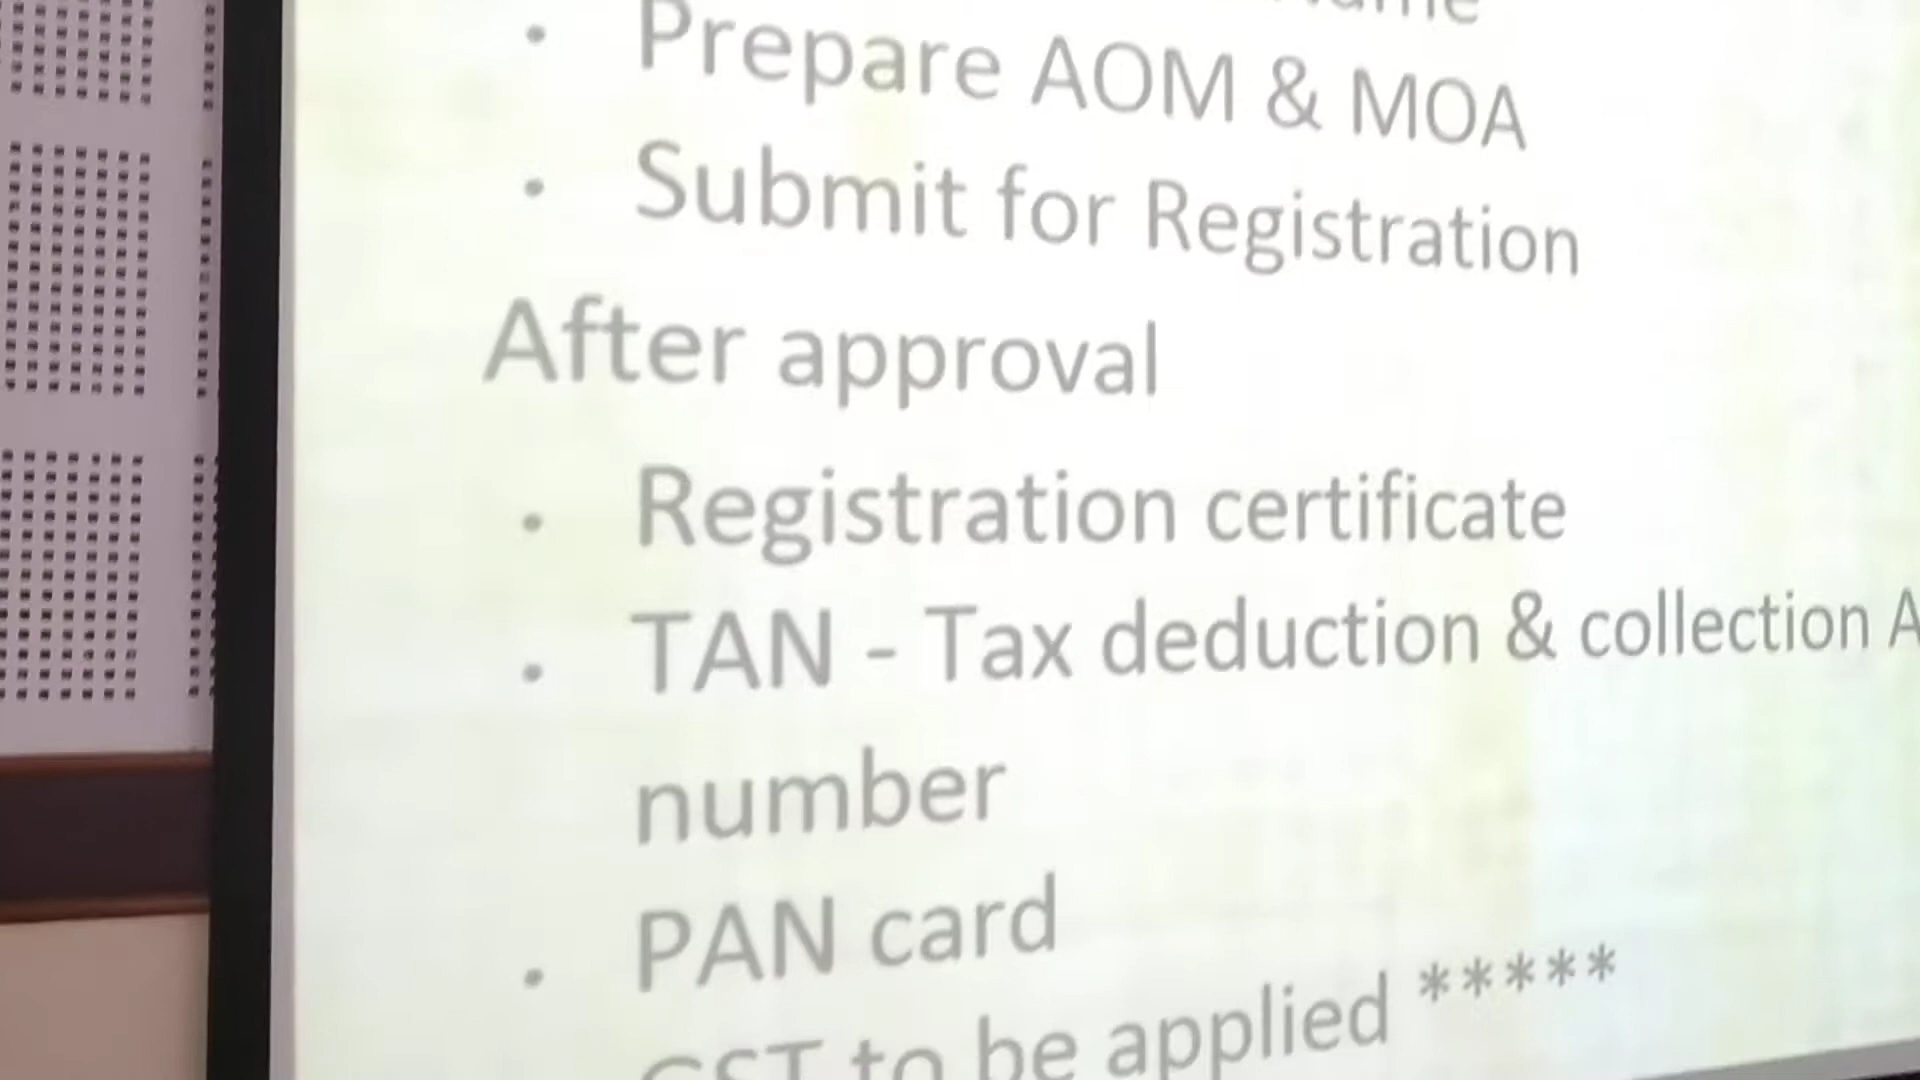 • Prepare AOM & MOA
• Submit for Registration
After approval
• Registration certificate
• TAN - Tax deduction & collection A
number
• PAN card
GST to be applied *****